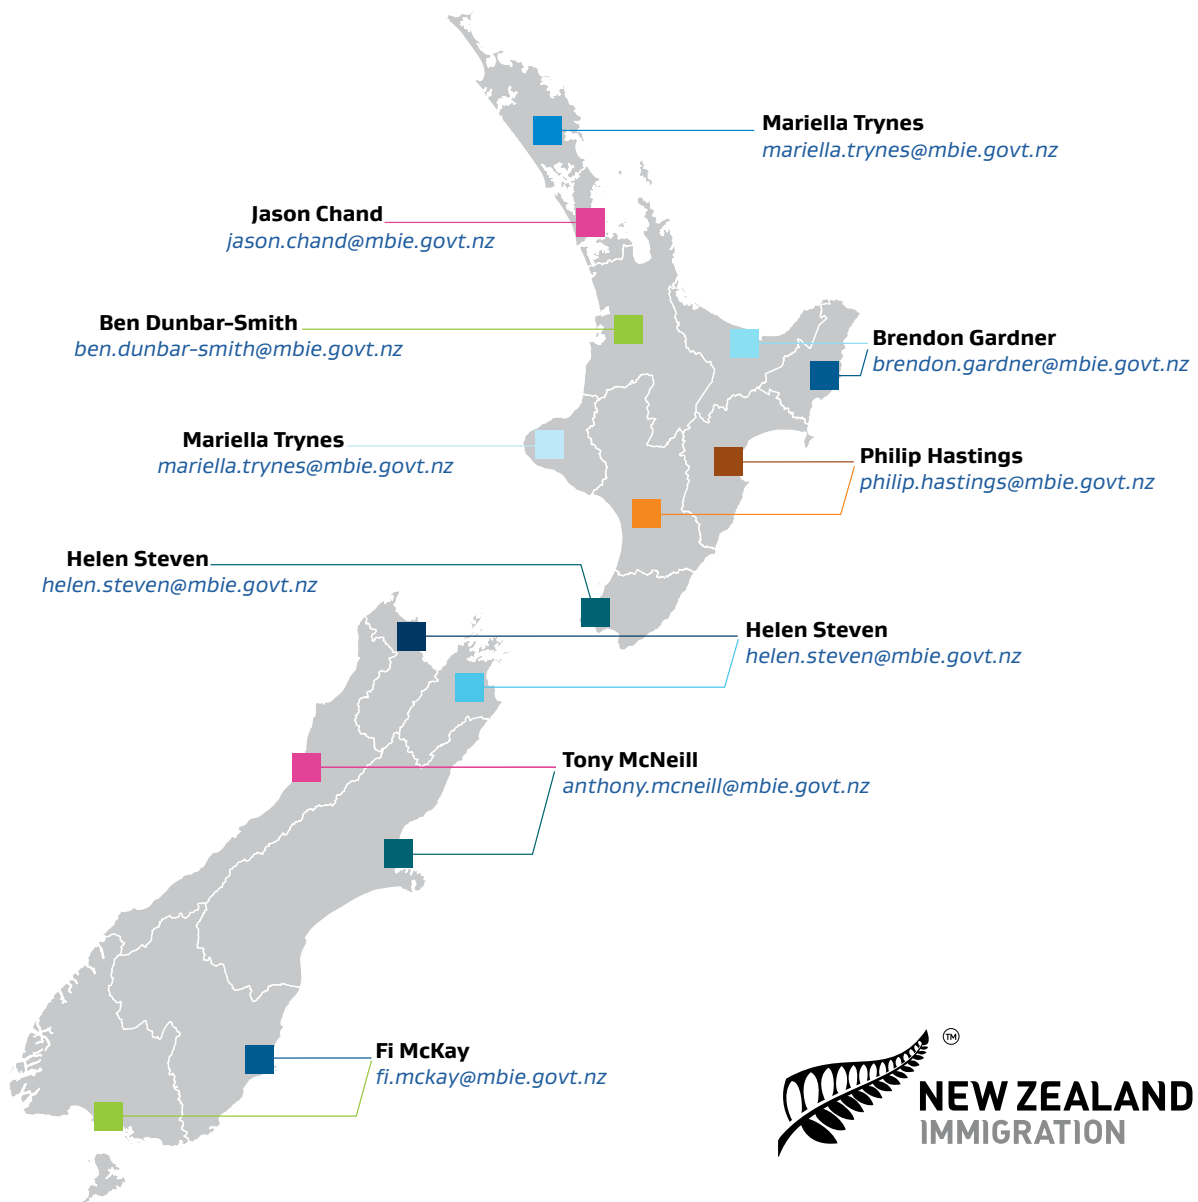 Mariella Trynes
mariella.trynes@mbie.govt.nz
Jason Chand
jason.chand@mbie.govt.nz
Ben Dunbar-Smith
ben.dunbar-smith@mbie.govt.nz
Brendon Gardner
brendon.gardner@mbie.govt.nz
Mariella Trynes
mariella.trynes@mbie.govt.nz
Philip Hastings
philip.hastings@mbie.govt.nz
Helen Steven
helen.steven@mbie.govt.nz
Helen Steven
helen.steven@mbie.govt.nz
Tony McNeill
anthony.mcneill@mbie.govt.nz
Fi McKay
fi.mckay@mbie.govt.nz
TM
NEW ZEALAND
IMMIGRATION